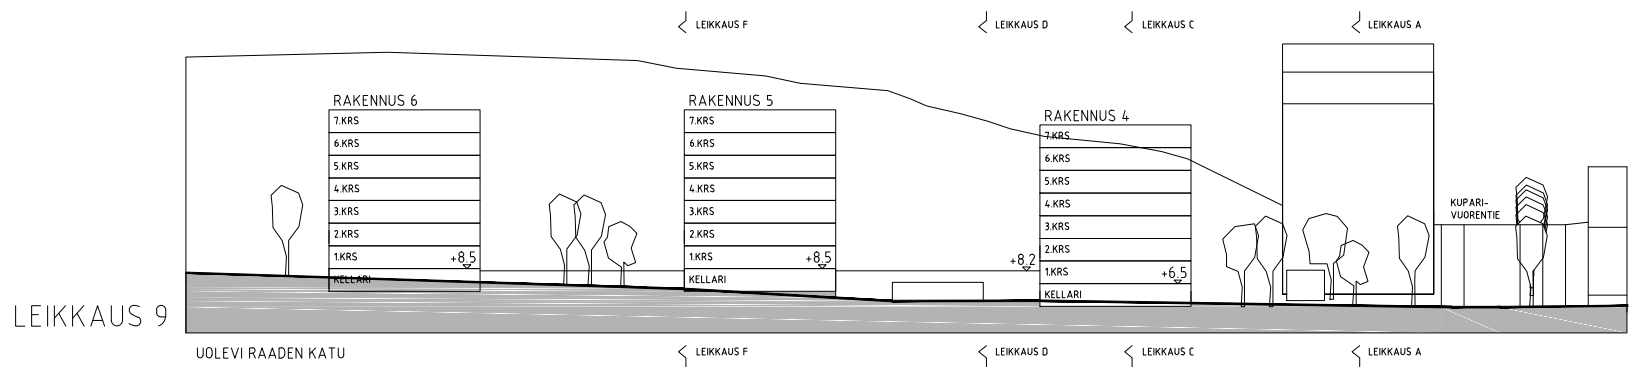 LEIKKAUS F
LEIKKAUS D
LEIKKAUS C
LEIKKAUS A
RAKENNUS 6
7.KRS
6.KRS
5.KRS
4.KRS
3.KRS
2.KRS
1.KRS
+8.5
KELLARI
RAKENNUS 5
7.KRS
6.KRS
5.KRS
4.KRS
3.KRS
2.KRS
1.KRS
+8.5
KELLARI
+8.2
RAKENNUS 4
7.KRS
6.KRS
5.KRS
4.KRS
3.KRS
2.KRS
1.KRS
+6.5
KELLARI
KUPARI-
VUORENTIE
LEIKKAUS 9
UOLEVI RAADEN KATU
LEIKKAUS F
LEIKKAUS D
LEIKKAUS C
LEIKKAUS A